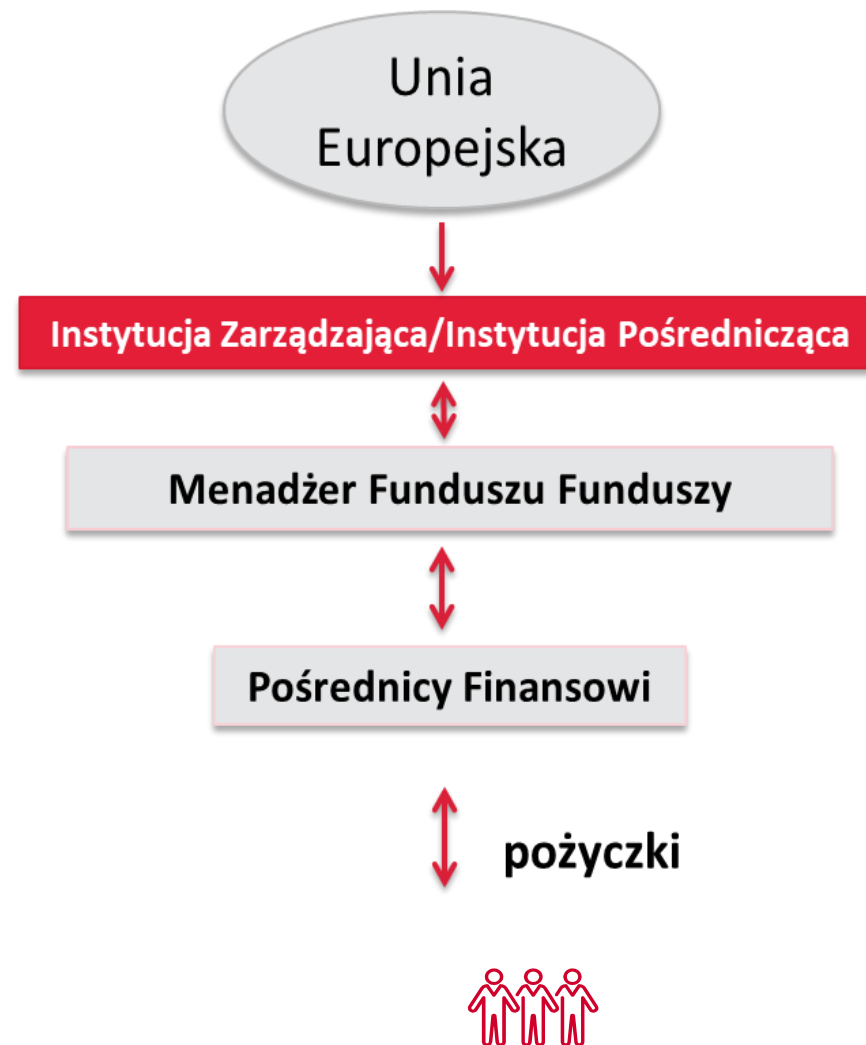 Unia
Europejska
Instytucja Zarządzająca/Instytucja Pośrednicząca
Menadżer Funduszu Funduszy
Pośrednicy Finansowi
pożyczki